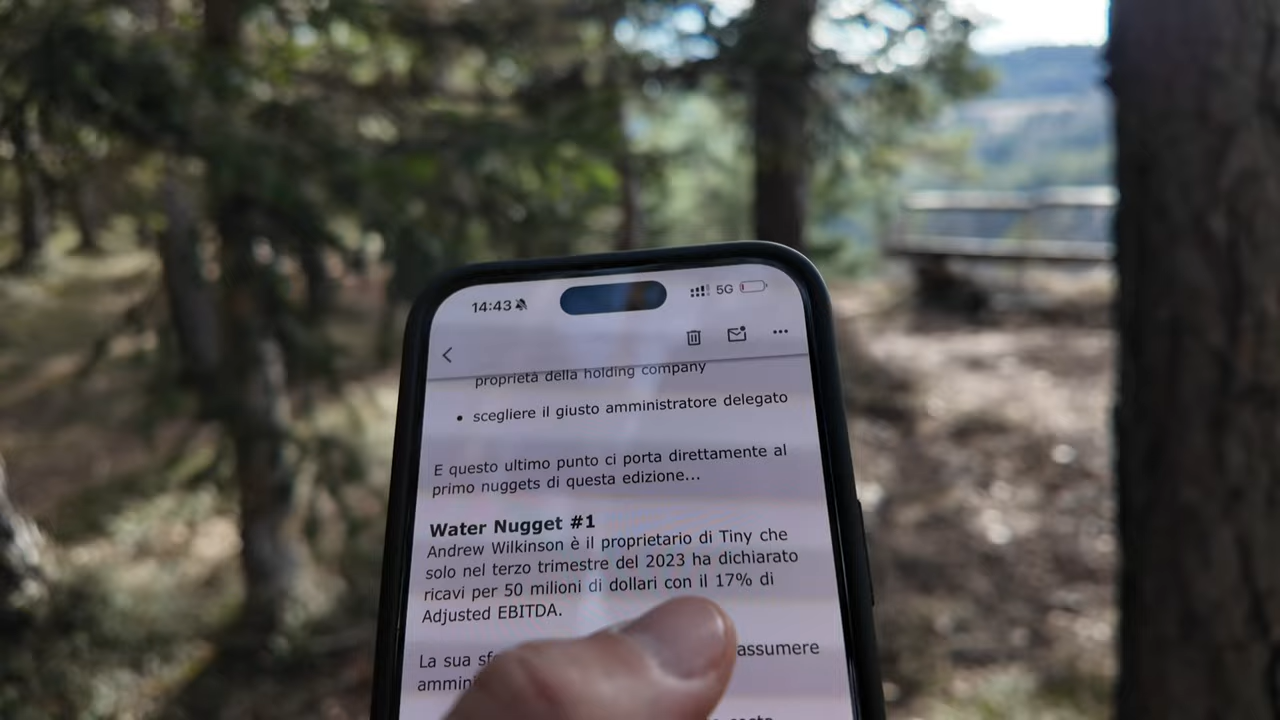 14:43
5G
proprietà della holding company
• scegliere il giusto amministratore delegato
E questo ultimo punto ci porta direttamente al
primo nuggets di questa edizione...
Water Nugget #1
Andrew Wilkinson è il proprietario di Tiny che
solo nel terzo trimestre del 2023 ha dichiarato
ricavi per 50 milioni di dollari con il 17% di
Adjusted EBITDA.
La sua assumere